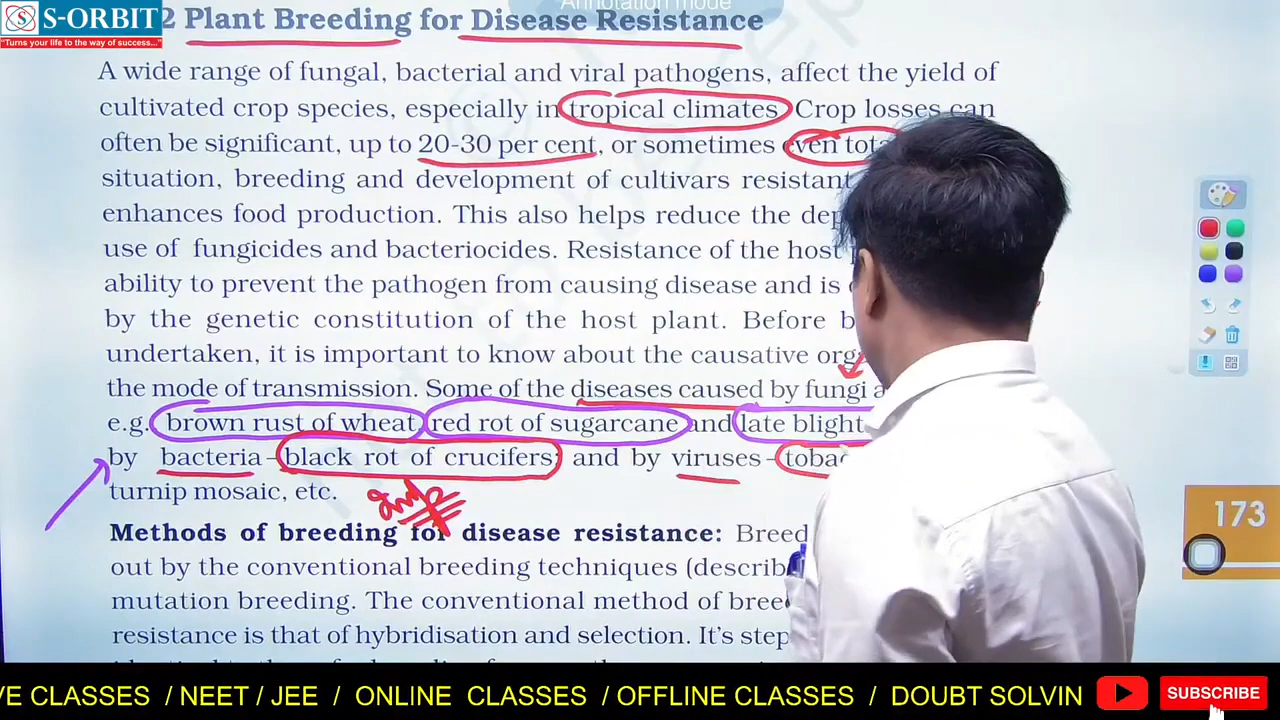 Annotation mode
S-ORBIT
"Turns your life to the way of success..."
2 Plant Breeding for Disease Resistance
A wide range of fungal, bacterial and viral pathogens, affect the yield of
cultivated crop species, especially in tropical climates. Crop losses can
often be significant, up to 20-30 per cent, or sometimes even
situation, breeding and development of cultivars resistant
enhances food production. This also helps reduce the
use of fungicides and bacteriocides. Resistance of the host
ability to prevent the pathogen from causing disease and is
by the genetic constitution of the host plant. Before
undertaken, it is important to know about the causative
the mode of transmission. Some of the diseases caused by fungi
e.g., brown rust of wheat, red rot of sugarcane and late blight
by bacteria – black rot of crucifers; and by viruses –
turnip mosaic, etc.
Methods of breeding for disease resistance:
out by the conventional breeding techniques
mutation breeding. The conventional method of
resistance is that of hybridisation and selection. It's
173
VE CLASSES / NEET / JEE / ONLINE CLASSES / OFFLINE CLASSES / DOUBT SOLVIN
SUBSCRIBE